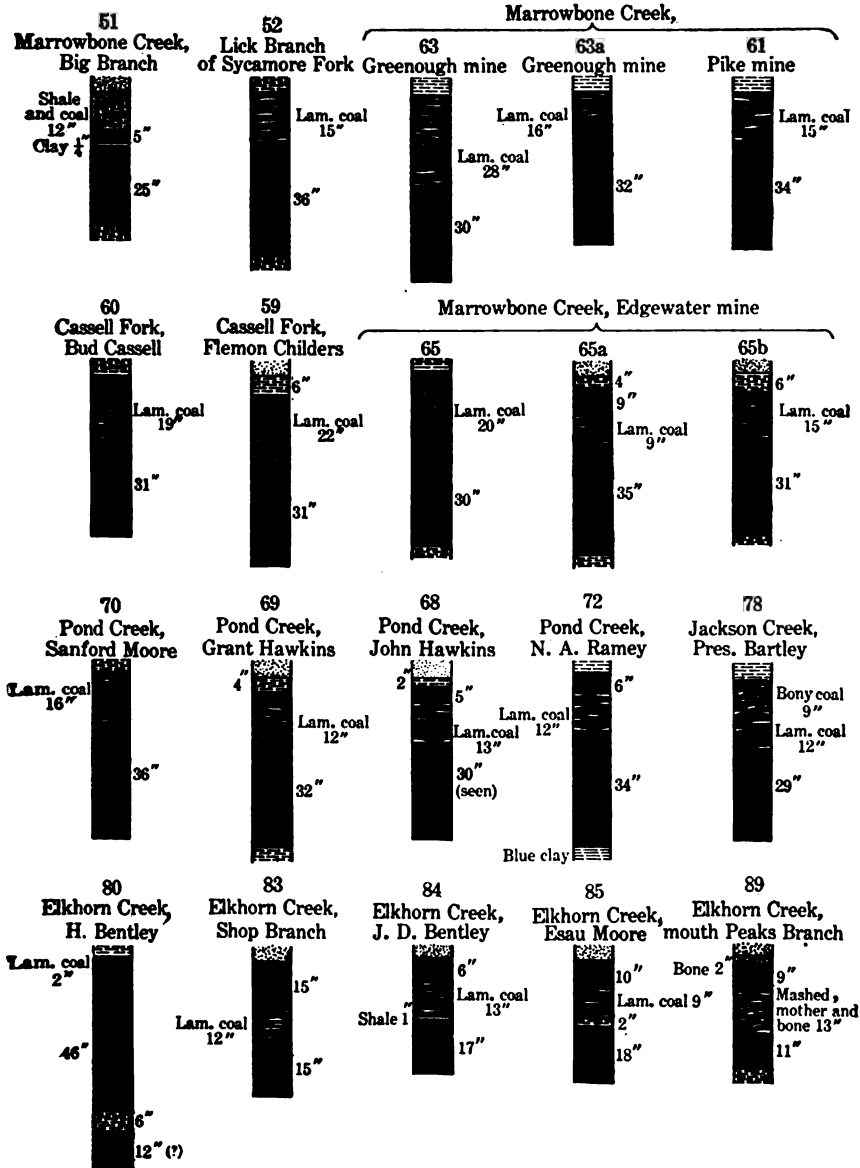 Marrowbone Creek,
51
Marrowbone Creek,
Big Branch
Shale
and coal
12"
Clay 1/4"
5"
25"
52
Lick Branch
of Sycamore Fork
Lam. coal
15"
36"
63
Greenough mine
Lam. coal
28"
30"
63a
Greenough mine
Lam. coal
16"
32"
61
Pike mine
Lam. coal
15"
34"
60
Cassell Fork,
Bud Cassell
Lam. coal
19"
31"
59
Cassell Fork,
Flemon Childers
6"
Lam. coal
22"
31"
Marrowbone Creek, Edgewater mine
65
Lam. coal
20"
30"
65a
4"
9"
Lam. coal
9"
35"
65b
6"
Lam. coal
15"
31"
70
Pond Creek,
Sanford Moore
Lam. coal
16"
36"
69
Pond Creek,
Grant Hawkins
4"
Lam. coal
12"
32"
68
Pond Creek,
John Hawkins
2"
5"
Lam.coal
13"
30"
(seen)
72
Pond Creek,
N. A. Ramey
6"
Lam. coal
12"
34"
Blue clay
78
Jackson Creek,
Pres. Bartley
Bony coal
9"
Lam. coal
12"
29"
80
Elkhorn Creek,
H. Bentley
Lam. coal
2"
46"
6"
12" (?)
83
Elkhorn Creek,
Shop Branch
15"
Lam. coal
12"
15"
84
Elkhorn Creek,
J. D. Bentley
6"
Lam. coal
13"
Shale 1"
17"
85
Elkhorn Creek,
Esau Moore
10"
Lam. coal 9"
2"
18"
89
Elkhorn Creek,
mouth Peaks Branch
Bone 2"
9"
Mashed,
mother and
bone 13"
11"